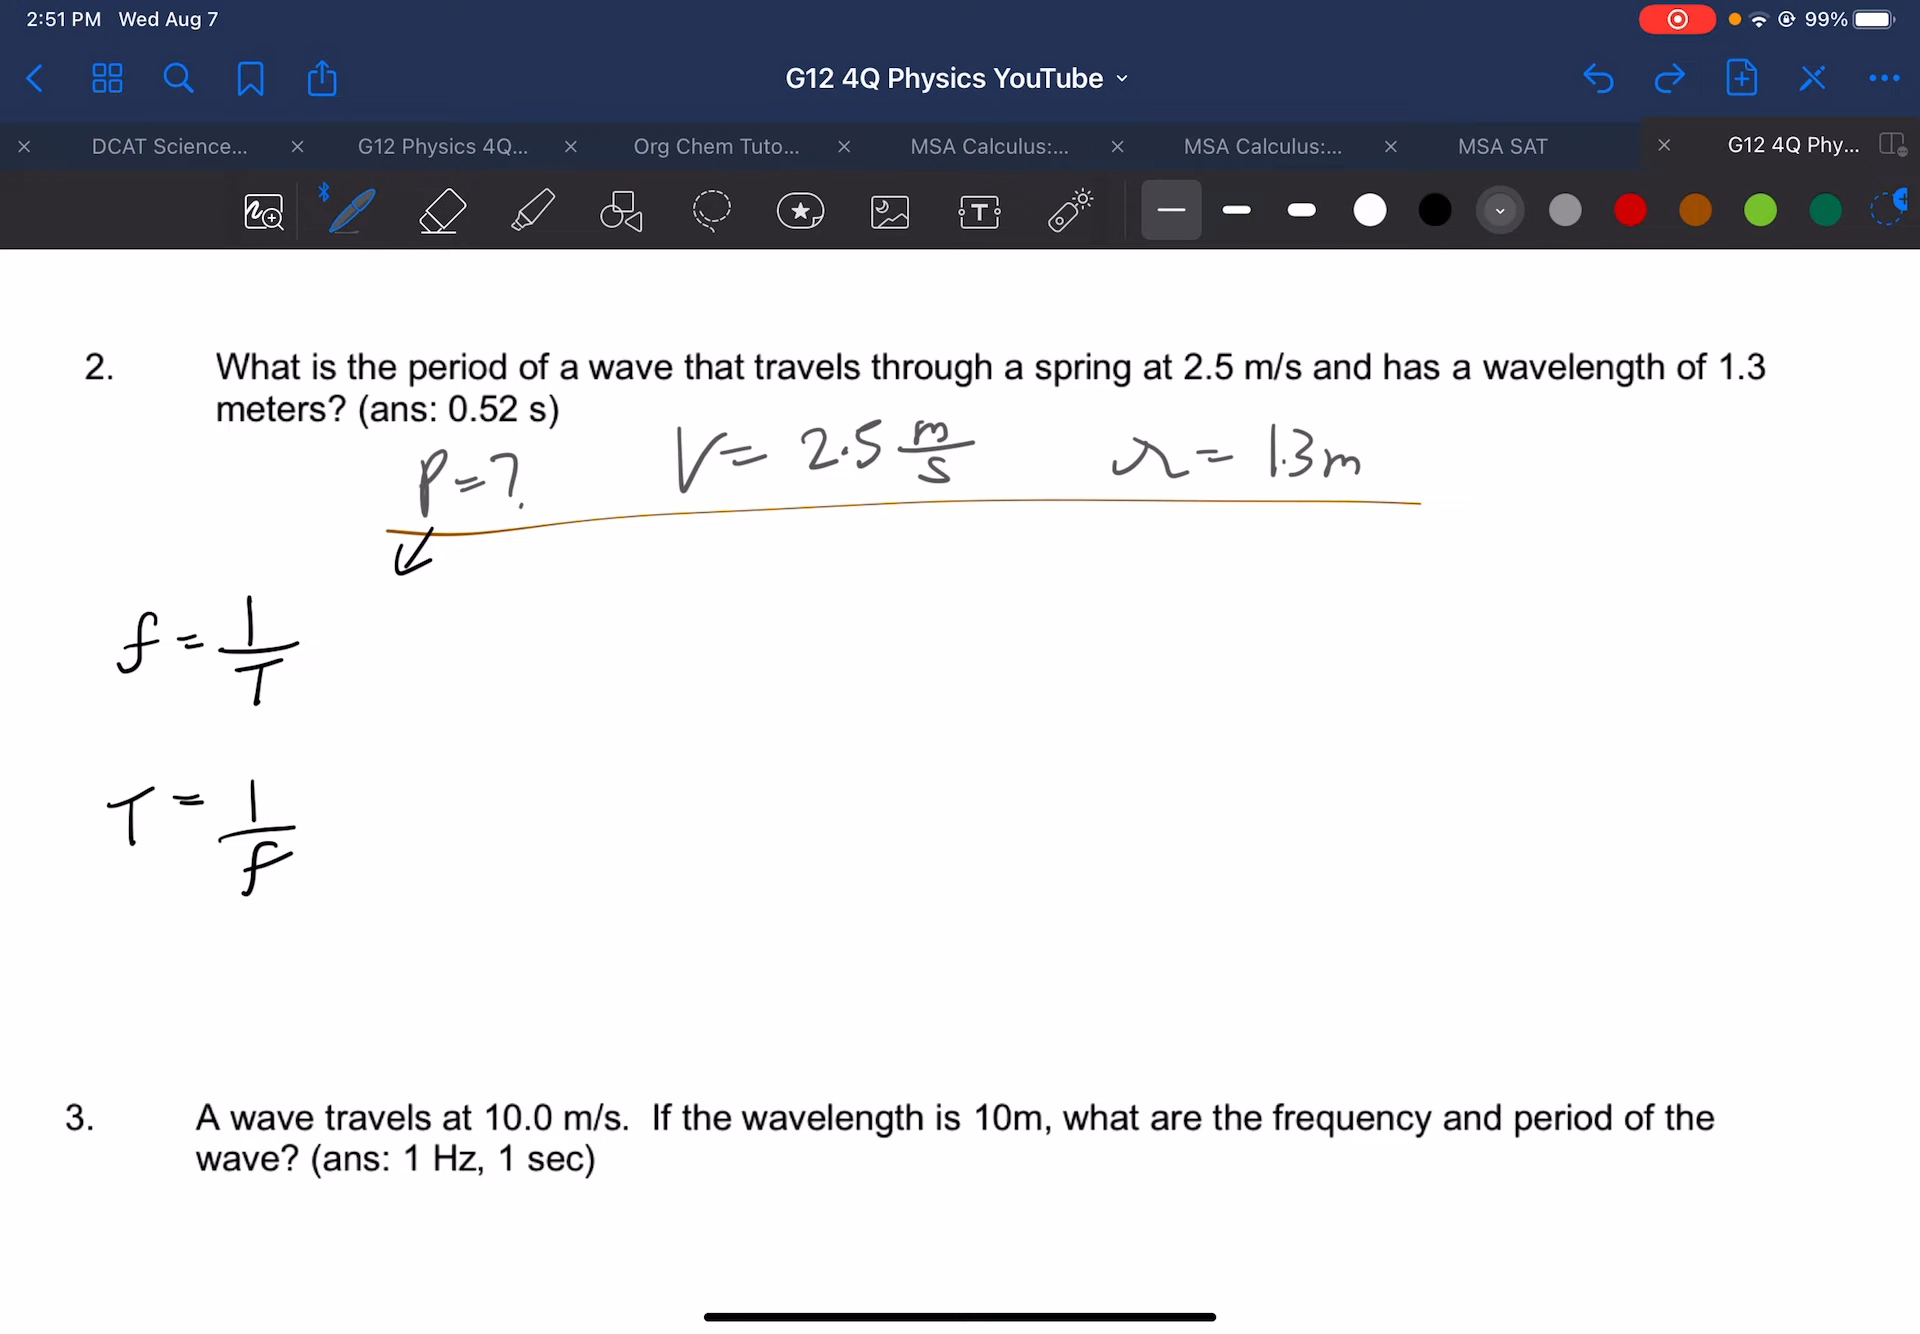 2:51 PM Wed Aug 7 99%
G12 4Q Physics YouTube
DCAT Science... G12 Physics 4Q... Org Chem Tuto... MSA Calculus:... MSA Calculus:... MSA SAT G12 4Q Phy...
2. What is the period of a wave that travels through a spring at 2.5 m/s and has a wavelength of 1.3
meters? (ans: 0.52 s)
P=? V= 2.5 m/s λ= 1.3m
f = 1/T
T = 1/f
3. A wave travels at 10.0 m/s. If the wavelength is 10m, what are the frequency and period of the
wave? (ans: 1 Hz, 1 sec)